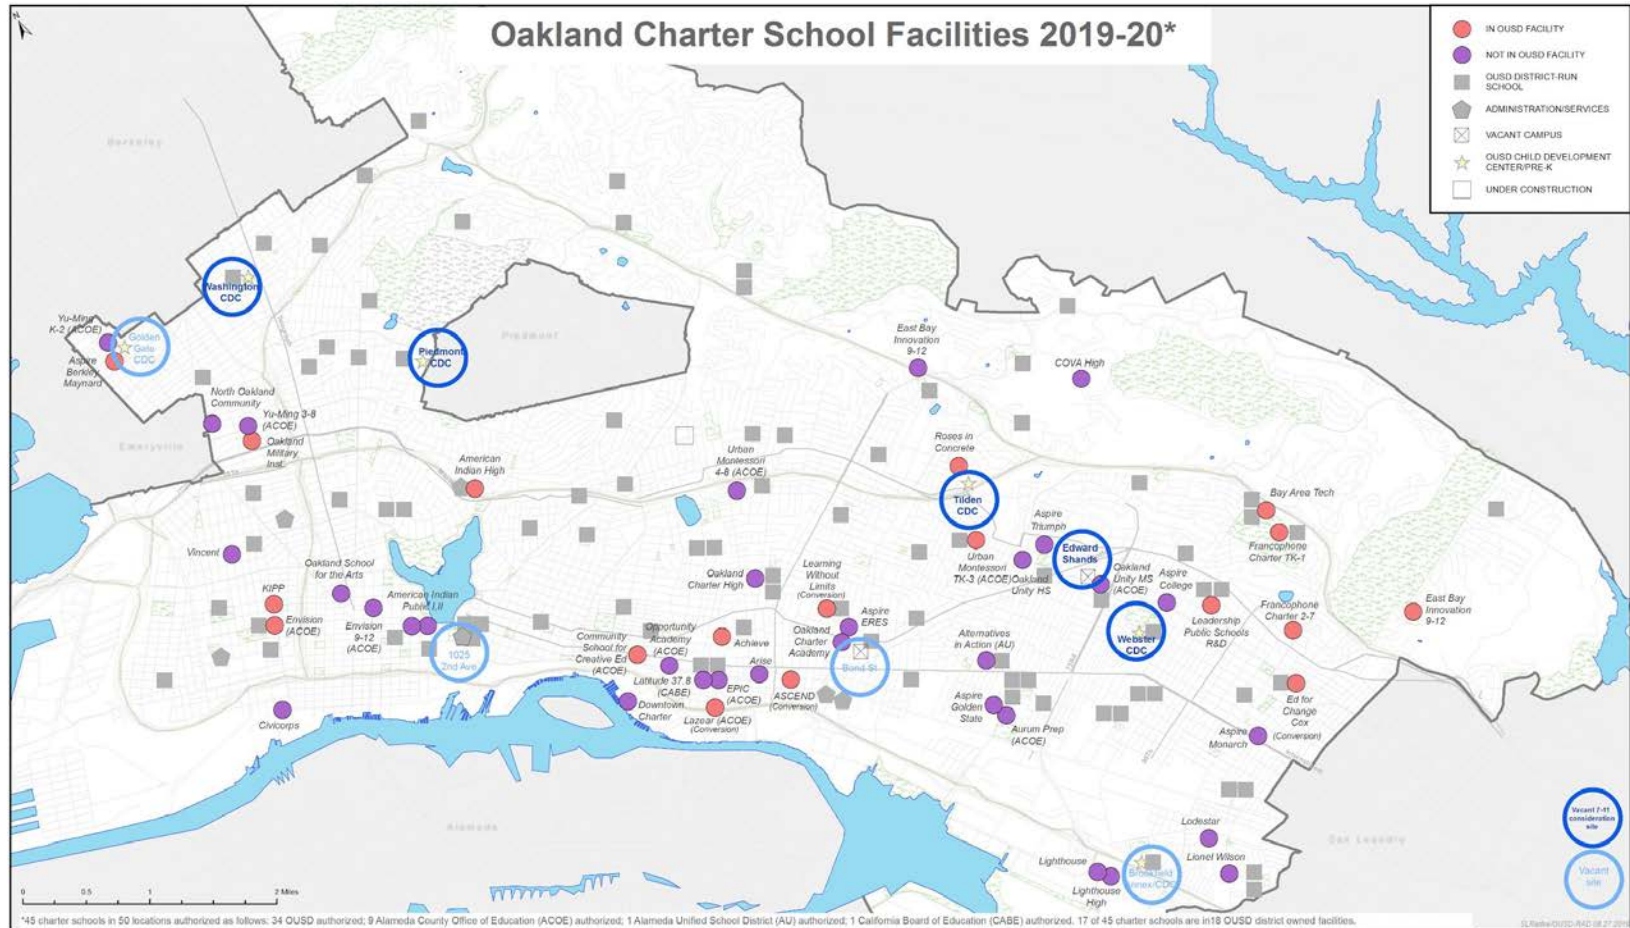 Oakland Charter School Facilities 2019-20*
IN OUSD FACILITY
NOT IN OUSD FACILITY
OUSD DISTRICT-RUN
SCHOOL
ADMINISTRATION/SERVICES
VACANT CAMPUS
OUSD CHILD DEVELOPMENT
CENTER/PRE-K
UNDER CONSTRUCTION
Berkeley
Washington
CDC
Yu-Ming
K-2 (ACOE)
Golden
Gate
CDC
Aspire
Berkley
Maynard
Piedmont
CDC
Piedmont
East Bay
Innovation
9-12
COVA High
North Oakland
Community
Yu-Ming 3-8
(ACOE)
Oakland
Military
Inst.
Emeryville
American
Indian High
Urban
Montessori
4-8 (ACOE)
Roses in
Concrete
Tilden
CDC
Bay Area Tech
Francophone
Charter TK-1
Aspire
Triumph
Edward
Shands
Urban
Montessori
TK-3 (ACOE)
Oakland
Unity HS
Oakland
Unity MS
(ACOE)
Aspire
College
Vincent
Oakland School
for the Arts
Oakland
Charter High
Learning
Without
Limits
(Conversion)
KIPP
Envision
(ACOE)
American Indian
Public I,II
Envision
9-12
(ACOE)
1025
2nd Ave
Community
School for
Creative Ed
(ACOE)
Opportunity
Academy
(ACOE)
Achieve
Oakland
Charter
Academy
Aspire
ERES
Bond St
Alternatives
in Action (AU)
Webster
CDC
Leadership
Public Schools
R&D
Francophone
Charter 2-7
East Bay
Innovation
9-12
Latitude 37.8
(CABE)
EPIC
(ACOE)
Arise
ASCEND
(Conversion)
Downtown
Charter
Lazear (ACOE)
(Conversion)
Civicorps
Aspire
Golden
State
Aurum Prep
(ACOE)
Ed for
Change
Cox
(Conversion)
Aspire
Monarch
Alameda
San Leandro
Lodestar
Lionel Wilson
Lighthouse
Lighthouse
High
Brookfield
Annex/CDC
Vacant 7-11
consideration
site
Vacant
site
0 0.5 1 2 Miles
*45 charter schools in 50 locations authorized as follows: 34 OUSD authorized; 9 Alameda County Office of Education (ACOE) authorized; 1 Alameda Unified School District (AU) authorized; 1 California Board of Education (CABE) authorized. 17 of 45 charter schools are in18 OUSD district owned facilities.